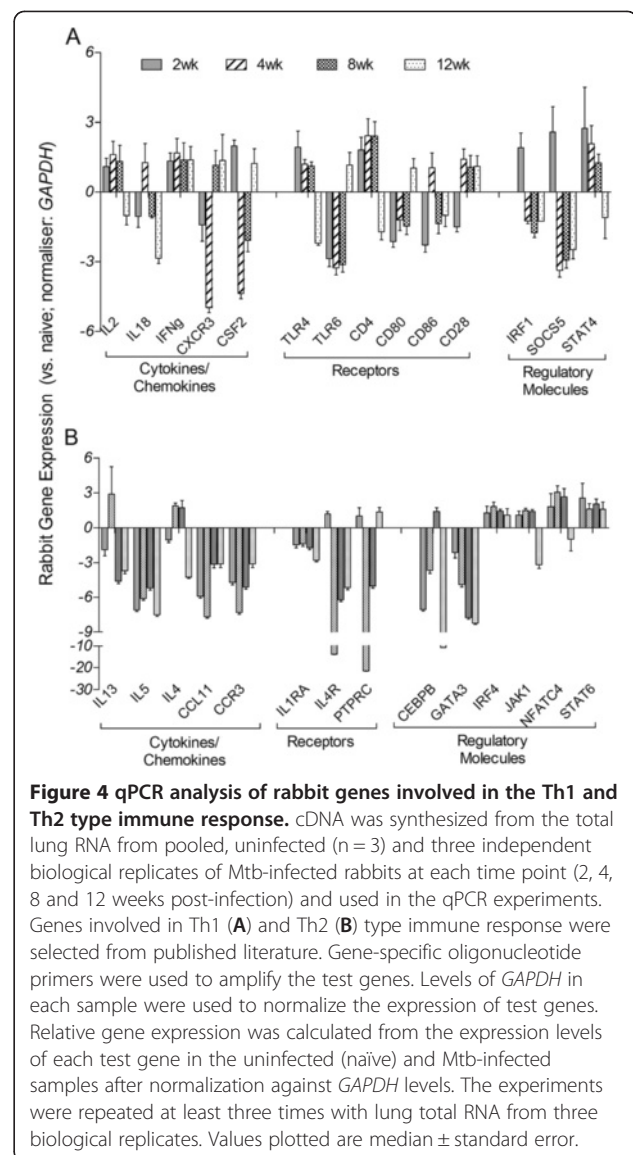 A
6
3
0
-3
-6
2wk 4wk 8wk 12wk
IL2 IL18 IFNg CXCR3 CSF2 TLR4 TLR6 CD4 CD80 CD86 CD28 IRF1 SOCS5 STAT4
Cytokines/ Receptors Regulatory
Chemokines Molecules
Rabbit Gene Expression (vs. naive; normaliser: GAPDH)
B
6
3
0
-3
-6
-9
-10
-20
-30
IL13 IL5 IL4 CCL11 CCR3 IL1RA IL4R PTPRC CEBPB GATA3 IRF4 JAK1 NFATC4 STAT6
Cytokines/ Receptors Regulatory
Chemokines Molecules
Figure 4 qPCR analysis of rabbit genes involved in the Th1 and
Th2 type immune response. cDNA was synthesized from the total
lung RNA from pooled, uninfected (n = 3) and three independent
biological replicates of Mtb-infected rabbits at each time point (2, 4,
8 and 12 weeks post-infection) and used in the qPCR experiments.
Genes involved in Th1 (A) and Th2 (B) type immune response were
selected from published literature. Gene-specific oligonucleotide
primers were used to amplify the test genes. Levels of GAPDH in
each sample were used to normalize the expression of test genes.
Relative gene expression was calculated from the expression levels
of each test gene in the uninfected (naïve) and Mtb-infected
samples after normalization against GAPDH levels. The experiments
were repeated at least three times with lung total RNA from three
biological replicates. Values plotted are median ± standard error.